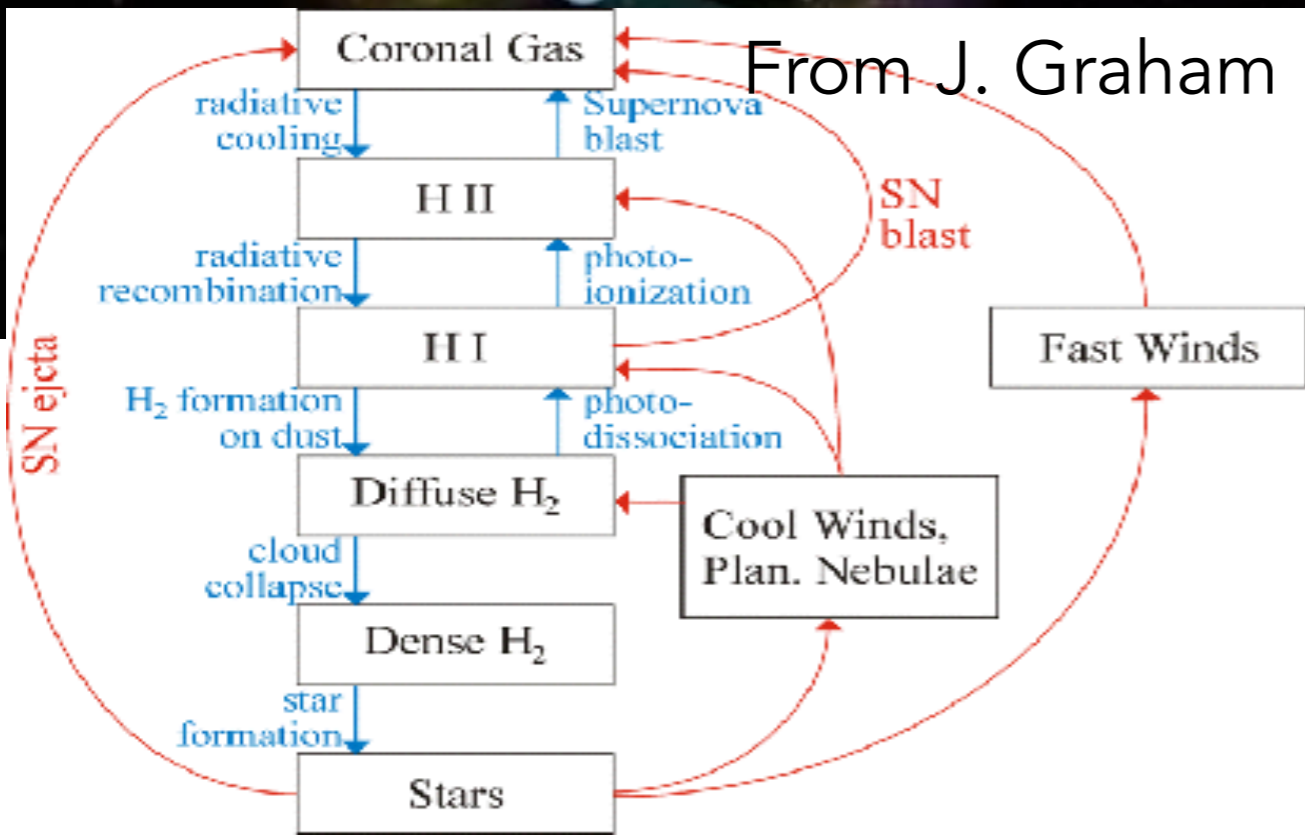 Coronal Gas
From J. Graham
radiative
cooling
Supernova
blast
H II
SN
blast
radiative
recombination
photo-
ionization
H I
Fast Winds
SN ejcta
H₂ formation
on dust
photo-
dissociation
Diffuse H₂
Cool Winds,
Plan. Nebulae
cloud
collapse
Dense H₂
star
formation
Stars